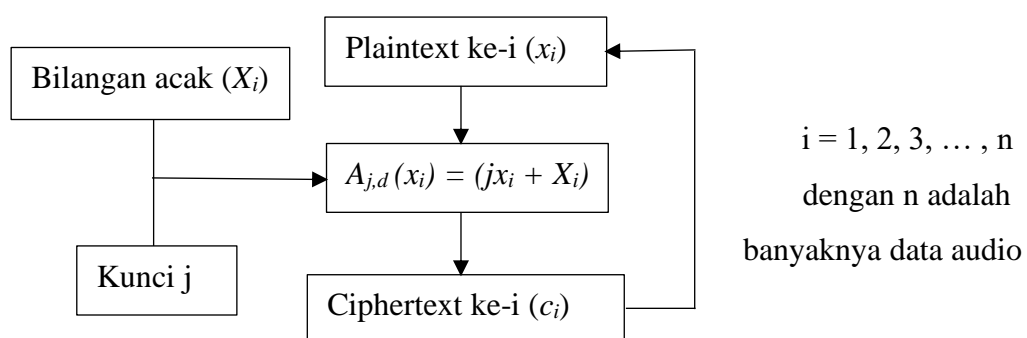 Plaintext ke-i (xi)
Bilangan acak (Xi)
Aj,d (xi) = (jxi + Xi)
Kunci j
Ciphertext ke-i (ci)
i = 1, 2, 3, … , n
dengan n adalah
banyaknya data audio